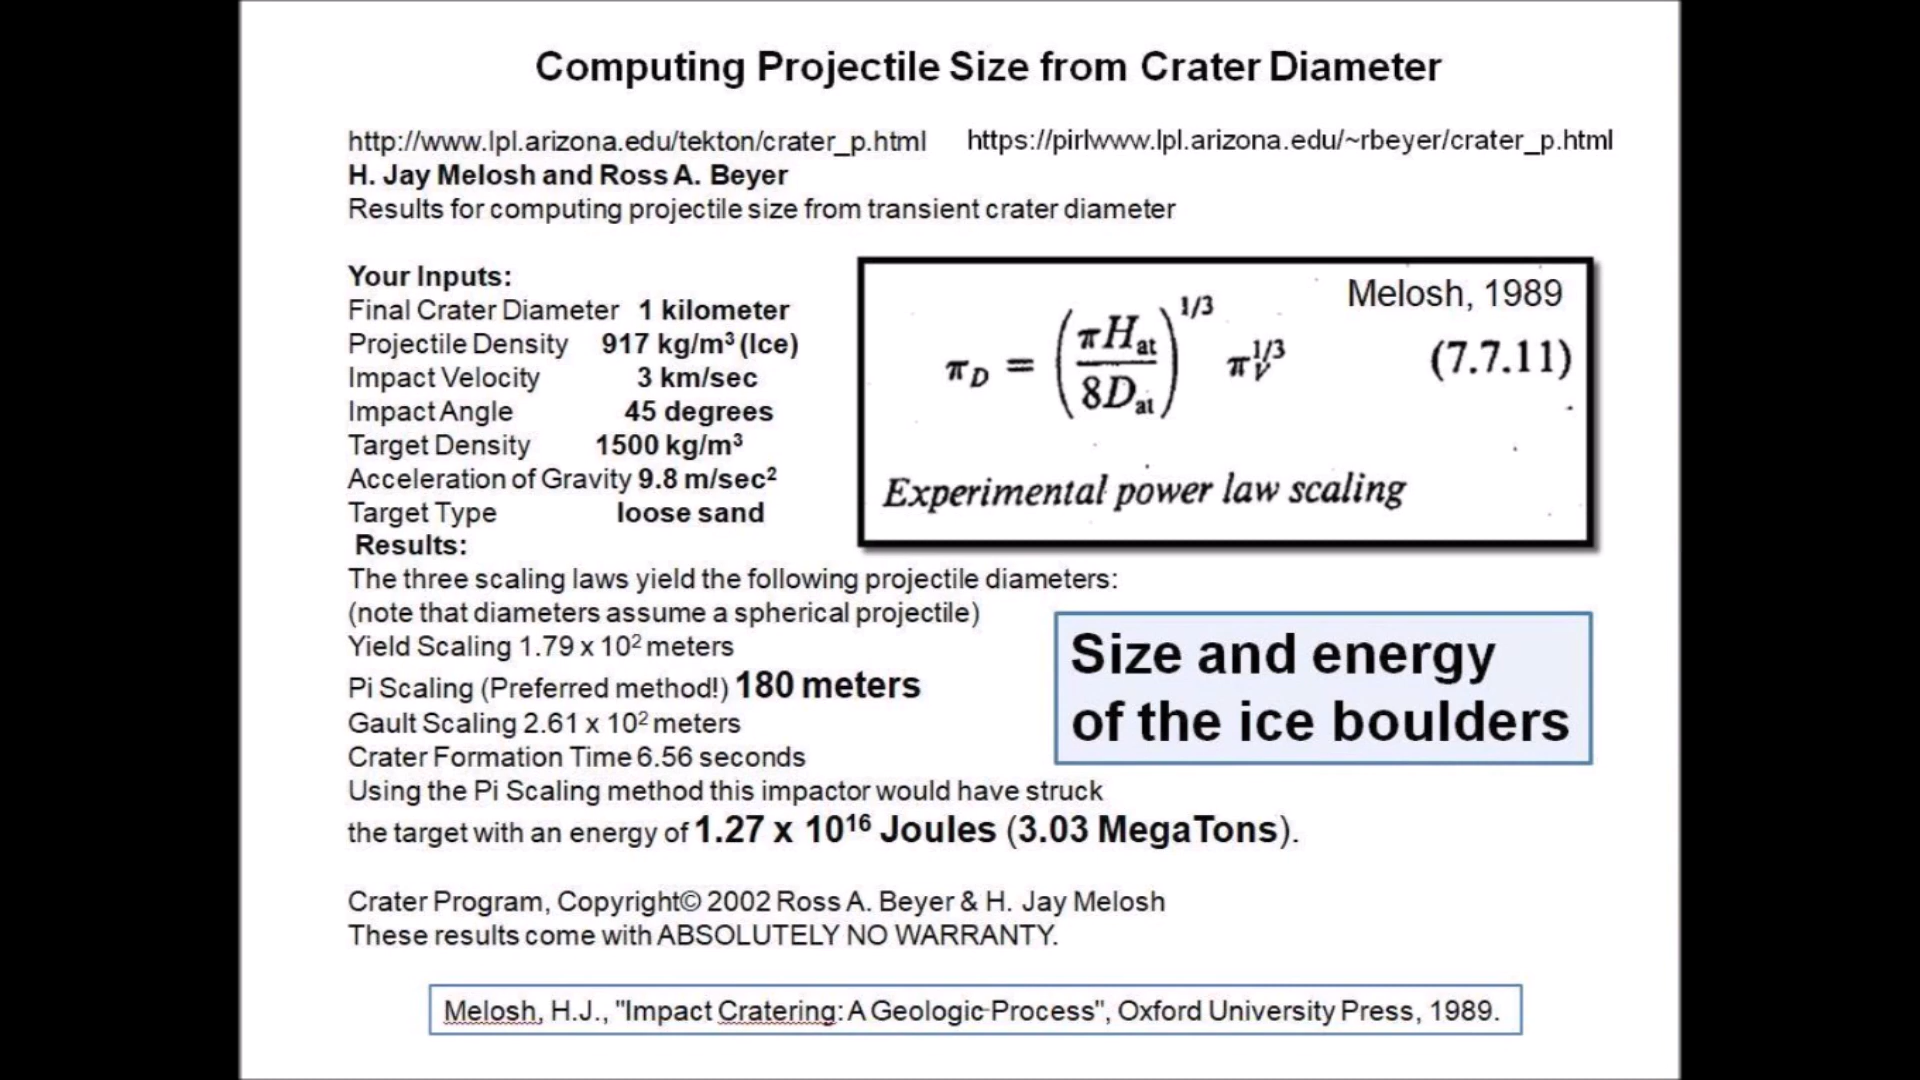 Computing Projectile Size from Crater Diameter
http://www.lpl.arizona.edu/tekton/crater_p.html https://pirlwww.lpl.arizona.edu/~rbeyer/crater_p.html
H. Jay Melosh and Ross A. Beyer
Results for computing projectile size from transient crater diameter
Your Inputs:
Final Crater Diameter 1 kilometer
Projectile Density 917 kg/m³ (Ice)
Impact Velocity 3 km/sec
Impact Angle 45 degrees
Target Density 1500 kg/m³
Acceleration of Gravity 9.8 m/sec²
Target Type loose sand
Melosh, 1989
π_D = (πH_at / 8D_at)^1/3 π_V^1/3 (7.7.11)
Experimental power law scaling
Results:
The three scaling laws yield the following projectile diameters:
(note that diameters assume a spherical projectile)
Yield Scaling 1.79 x 10² meters
Pi Scaling (Preferred method!) 180 meters
Gault Scaling 2.61 x 10² meters
Crater Formation Time 6.56 seconds
Using the Pi Scaling method this impactor would have struck
the target with an energy of 1.27 x 10¹⁶ Joules (3.03 MegaTons).
Size and energy
of the ice boulders
Crater Program, Copyright© 2002 Ross A. Beyer & H. Jay Melosh
These results come with ABSOLUTELY NO WARRANTY.
Melosh, H.J., "Impact Cratering: A Geologic Process", Oxford University Press, 1989.